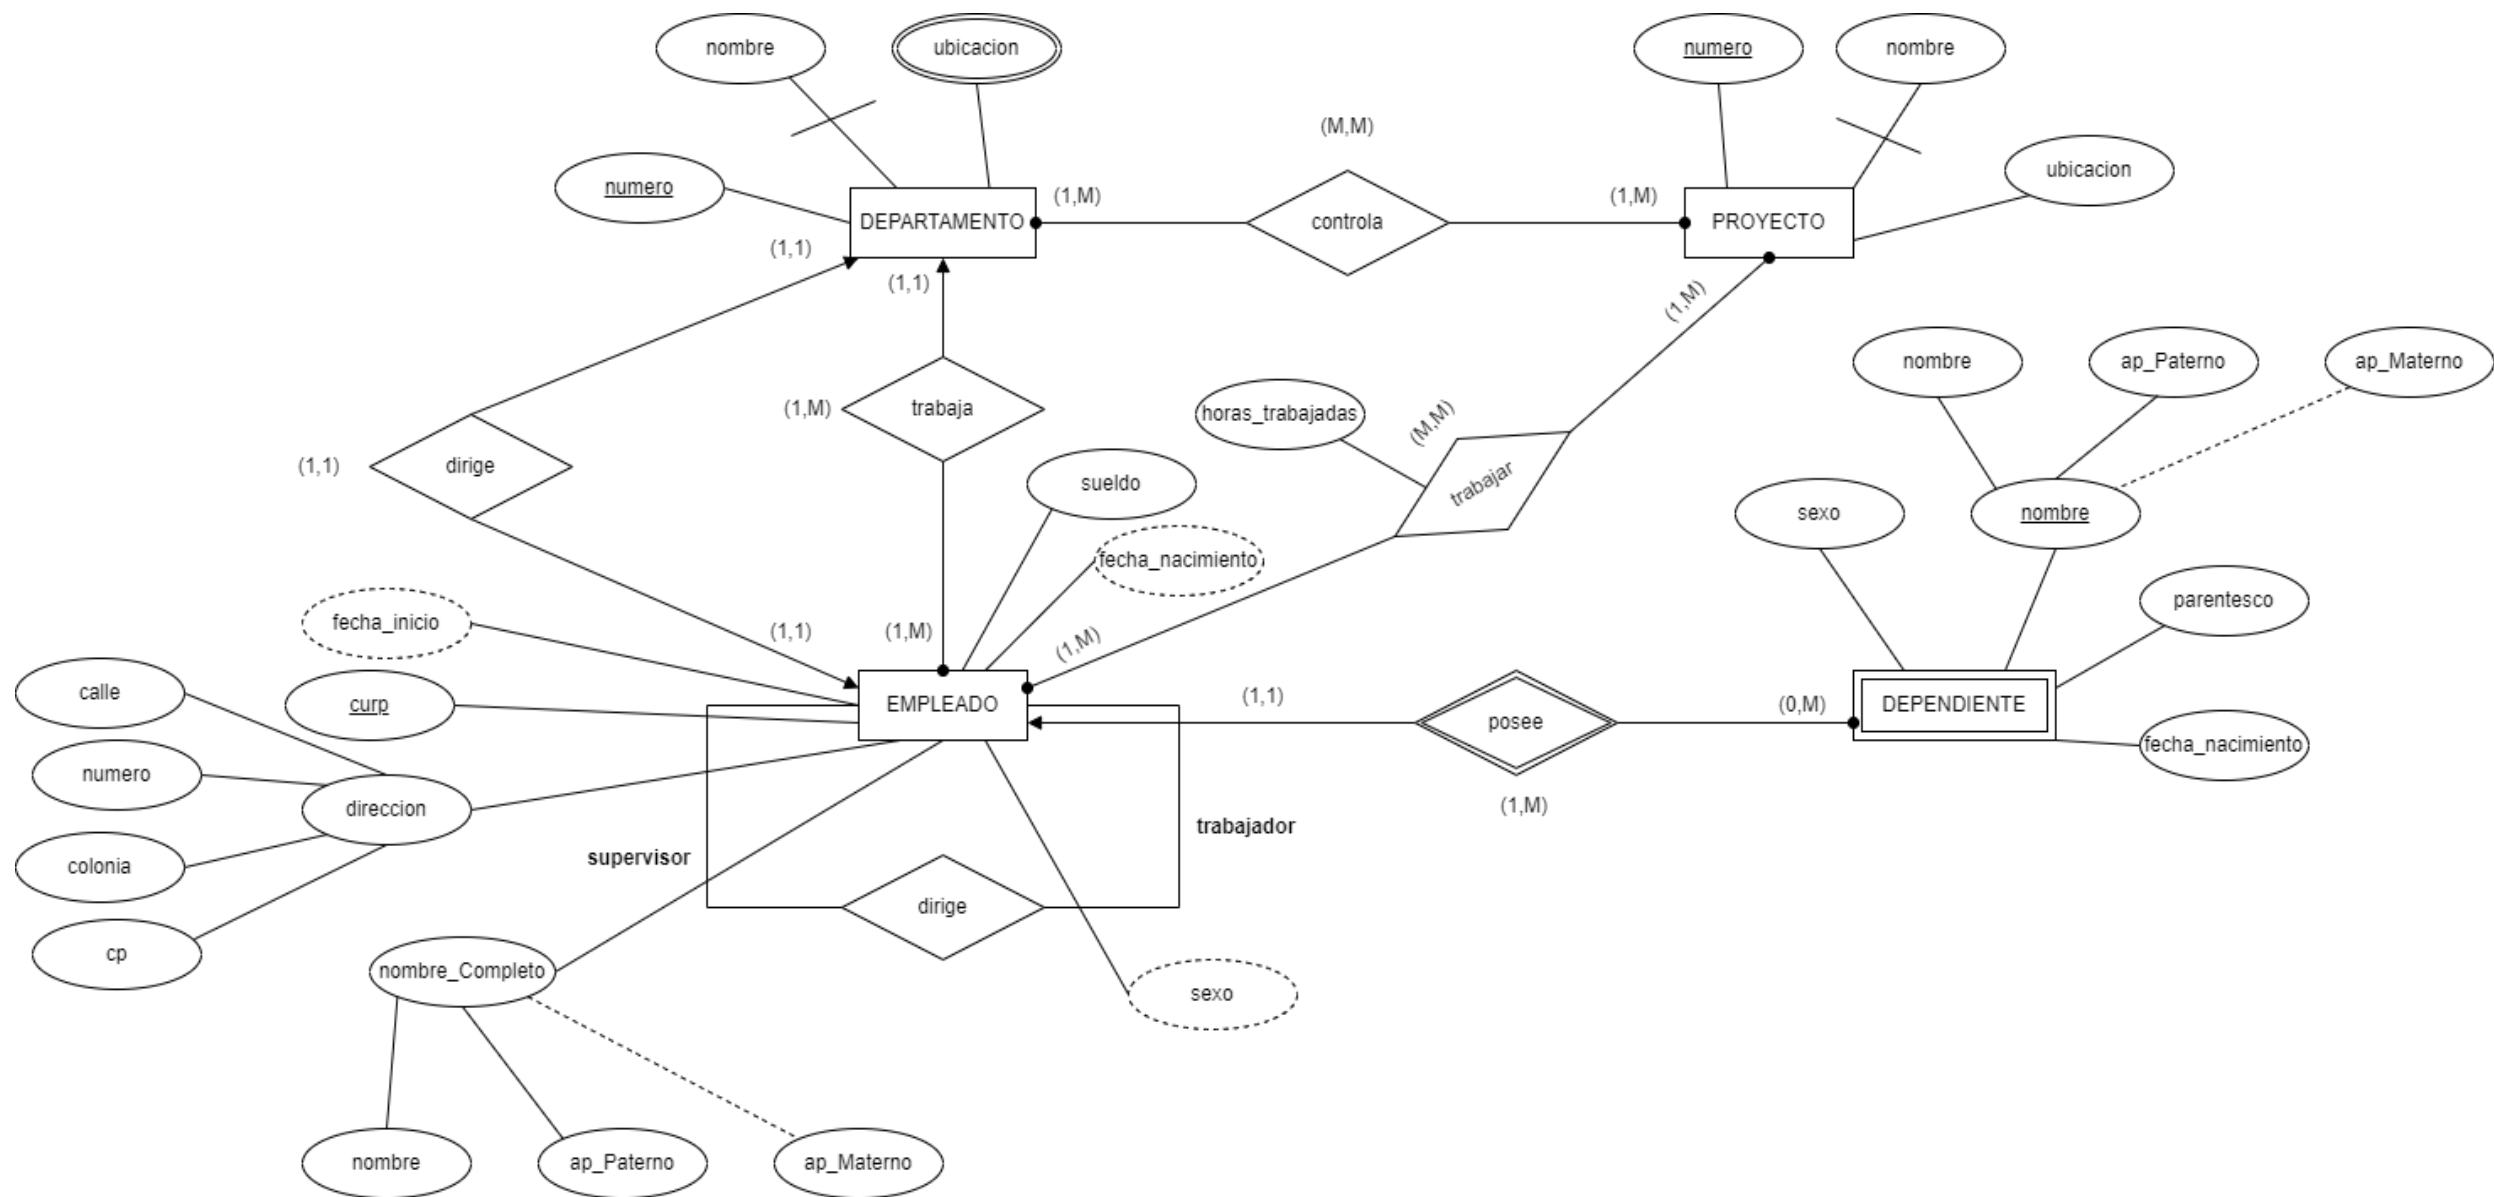 nombre
ubicacion
numero
nombre
(M,M)
ubicacion
numero
(1,M)
(1,M)
DEPARTAMENTO
controla
PROYECTO
(1,1)
(1,1)
(1,M)
nombre
ap_Paterno
ap_Materno
(1,M)
trabaja
horas_trabajadas
(M,M)
(1,1)
dirige
trabajar
sueldo
sexo
nombre
fecha_nacimiento
parentesco
fecha_inicio
(1,1)
(1,M)
(1,M)
calle
curp
EMPLEADO
(1,1)
posee
(0,M)
DEPENDIENTE
fecha_nacimiento
numero
direccion
(1,M)
trabajador
supervisor
colonia
dirige
cp
nombre_Completo
sexo
nombre
ap_Paterno
ap_Materno